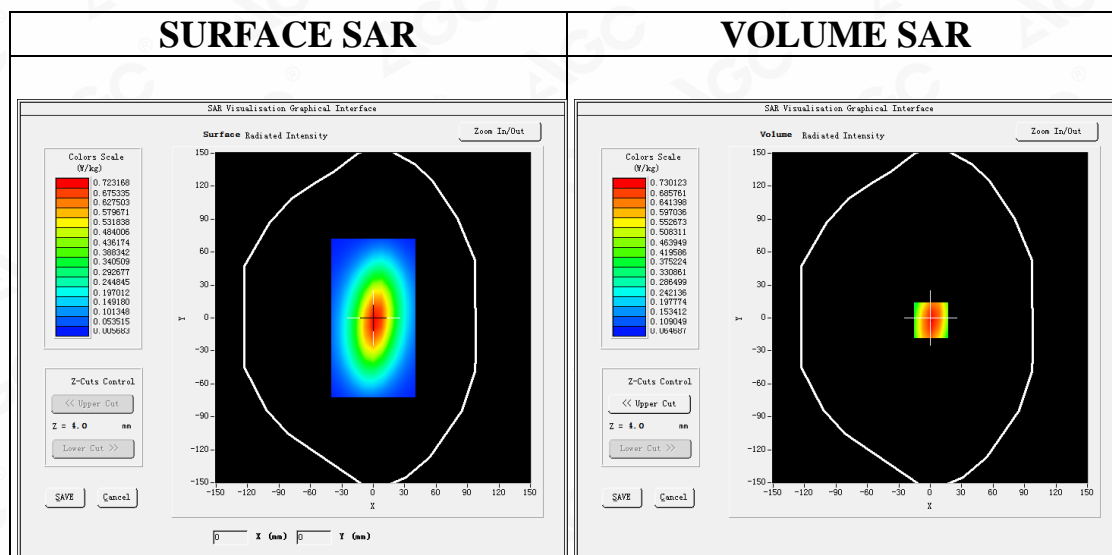 SURFACE SAR
VOLUME SAR
SAR Visualisation Graphical Interface
Surface Radiated Intensity
Zoom In/Out
Colors Scale
(W/kg)
0.723168
0.675335
0.627503
0.579671
0.531838
0.484006
0.436174
0.388342
0.340509
0.292677
0.244845
0.197012
0.149180
0.101348
0.053515
0.005683
150
120
90
60
30
0
-30
-60
-90
-120
-150
Y
-150 -120 -90 -60 -30 0 30 60 90 120 150
X
Z-Cuts Control
<< Upper Cut
Z = 4.0 mm
Lower Cut >>
SAVE Cancel
0 X (mm) 0 Y (mm)
SAR Visualisation Graphical Interface
Volume Radiated Intensity
Zoom In/Out
Colors Scale
(W/kg)
0.730123
0.685761
0.641398
0.597036
0.552673
0.508311
0.463949
0.419586
0.375224
0.330861
0.286499
0.242136
0.197774
0.153412
0.109049
0.064687
150
120
90
60
30
0
-30
-60
-90
-120
-150
Y
-150 -120 -90 -60 -30 0 30 60 90 120 150
X
Z-Cuts Control
<< Upper Cut
Z = 4.0 mm
Lower Cut >>
SAVE Cancel